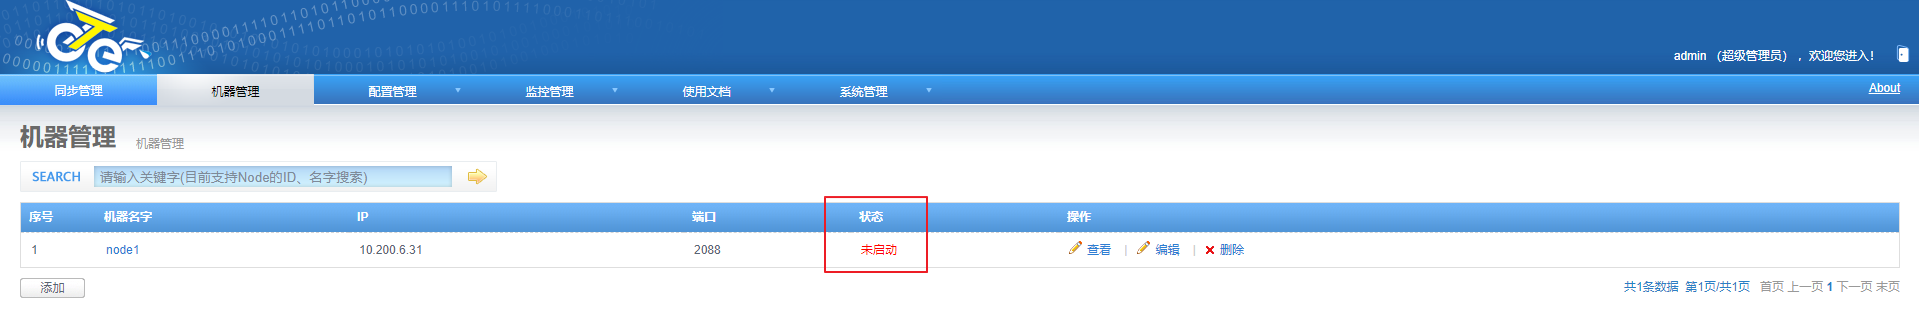 eTe
admin （超级管理员），欢迎您进入！
同步管理 机器管理 配置管理 监控管理 使用文档 系统管理 About
机器管理 机器管理
SEARCH 请输入关键字(目前支持Node的ID、名字搜索)
序号 机器名字 IP 端口 状态 操作
1 node1 10.200.6.31 2088 未启动 查看 | 编辑 | 删除
添加 共1条数据 第1页/共1页 首页 上一页 1 下一页 末页